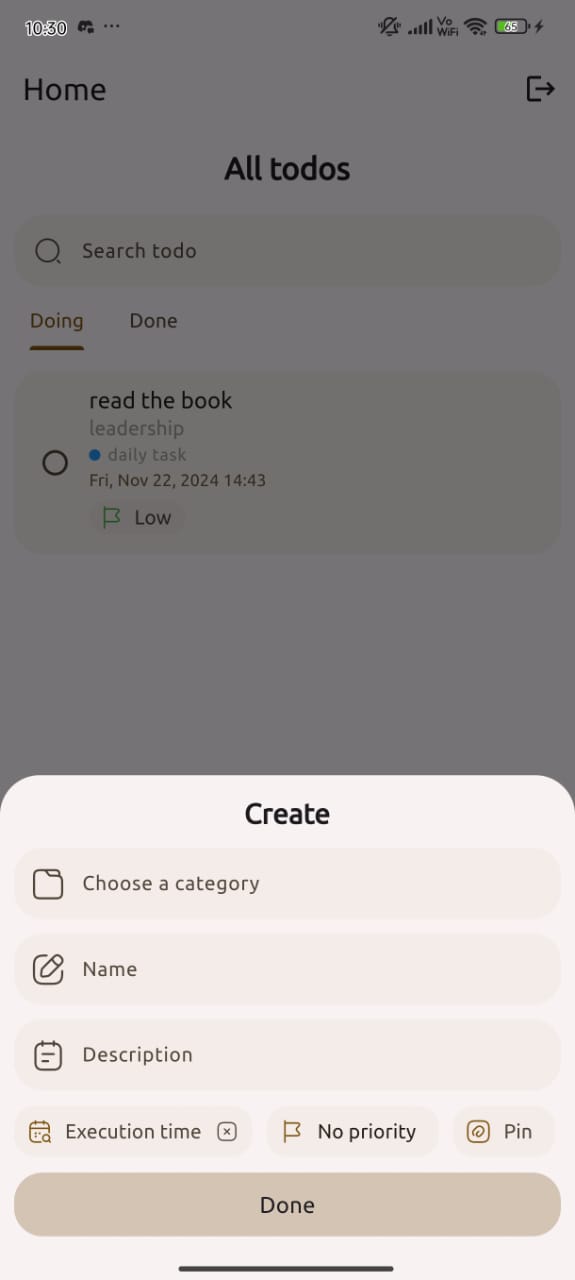 10:30 ... Vo WiFi 65
Home
All todos
Search todo
Doing Done
read the book
leadership
daily task
Fri, Nov 22, 2024 14:43
Low
Create
Choose a category
Name
Description
Execution time No priority Pin
Done